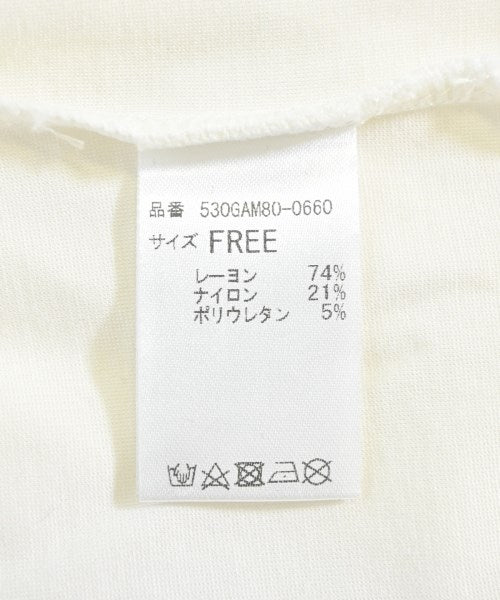 品番 530GAM80-0660
サイズ FREE
レーヨン 74%
ナイロン 21%
ポリウレタン 5%